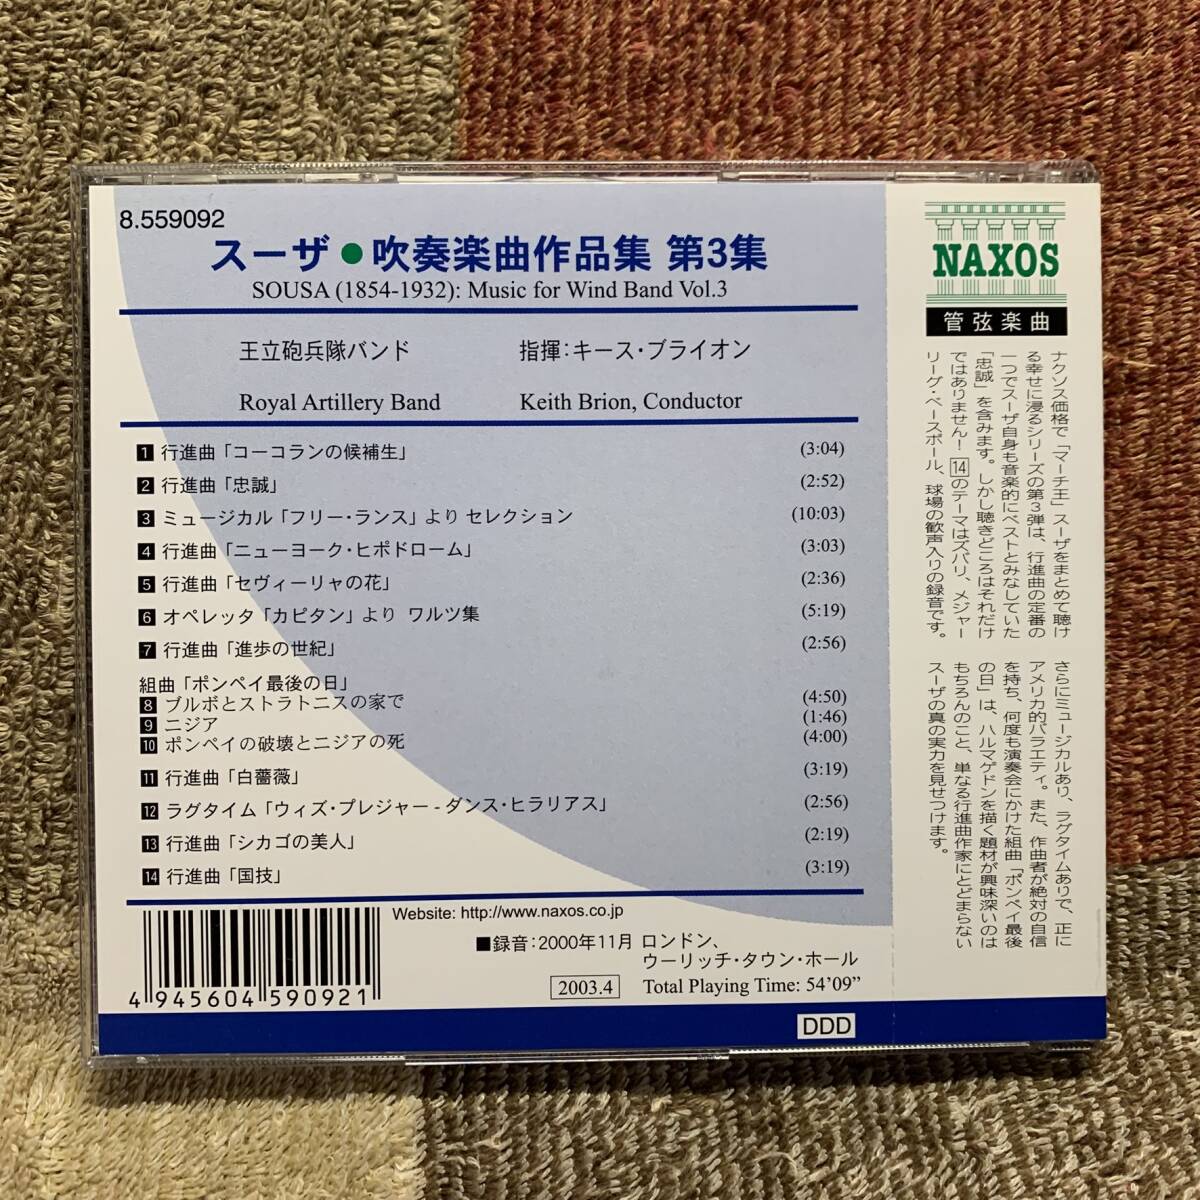 8.559092
スーザ●吹奏楽曲作品集 第3集
SOUSA (1854-1932): Music for Wind Band Vol.3
王立砲兵隊バンド 指揮:キース・ブライオン
Royal Artillery Band Keith Brion, Conductor
1 行進曲「コーコランの候補生」 (3:04)
2 行進曲「忠誠」 (2:52)
3 ミュージカル「フリー・ランス」より セレクション (10:03)
4 行進曲「ニューヨーク・ヒポドローム」 (3:03)
5 行進曲「セヴィーリャの花」 (2:36)
6 オペレッタ「カピタン」より ワルツ集 (5:19)
7 行進曲「進歩の世紀」 (2:56)
組曲「ポンペイ最後の日」
8 ブルボとストラトニスの家で (4:50)
9 ニジア (1:46)
10 ポンペイの破壊とニジアの死 (4:00)
11 行進曲「白薔薇」 (3:19)
12 ラグタイム「ウィズ・プレジャー - ダンス・ヒラリアス」 (2:56)
13 行進曲「シカゴの美人」 (2:19)
14 行進曲「国技」 (3:19)
Website: http://www.naxos.co.jp
■録音:2000年11月 ロンドン、
ウーリッチ・タウン・ホール
2003.4 Total Playing Time: 54'09"
4 945604 590921
DDD
NAXOS
管弦楽曲
ナクソス価格で「マーチ王」スーザをまとめて聴け
る幸せに浸るシリーズの第3弾は、行進曲の定番の
一つでスーザ自身も音楽的にベストとみなしていた
「忠誠」を含みます。しかし聴きどころはそれだけ
ではありません! 14のテーマはズバリ、メジャー
リーグ・ベースボール、球場の歓声入りの録音です。
さらにミュージカルあり、ラグタイムありで、正に
アメリカ的バラエティ。また、作曲者が絶対の自信
を持ち、何度も演奏会にかけた組曲「ポンペイ最後
の日」は、ハルマゲドンを描く題材が興味深いのは
もちろんのこと、単なる行進曲作家にとどまらない
スーザの真の実力を見せつけます。